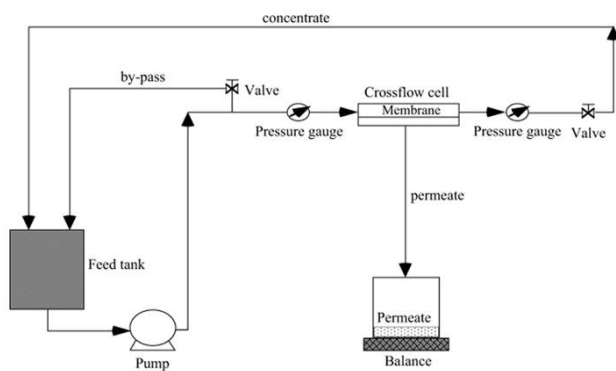 concentrate
by-pass
Valve
Crossflow cell
Membrane
Pressure gauge
Pressure gauge
Valve
permeate
Feed tank
Permeate
Pump
Balance